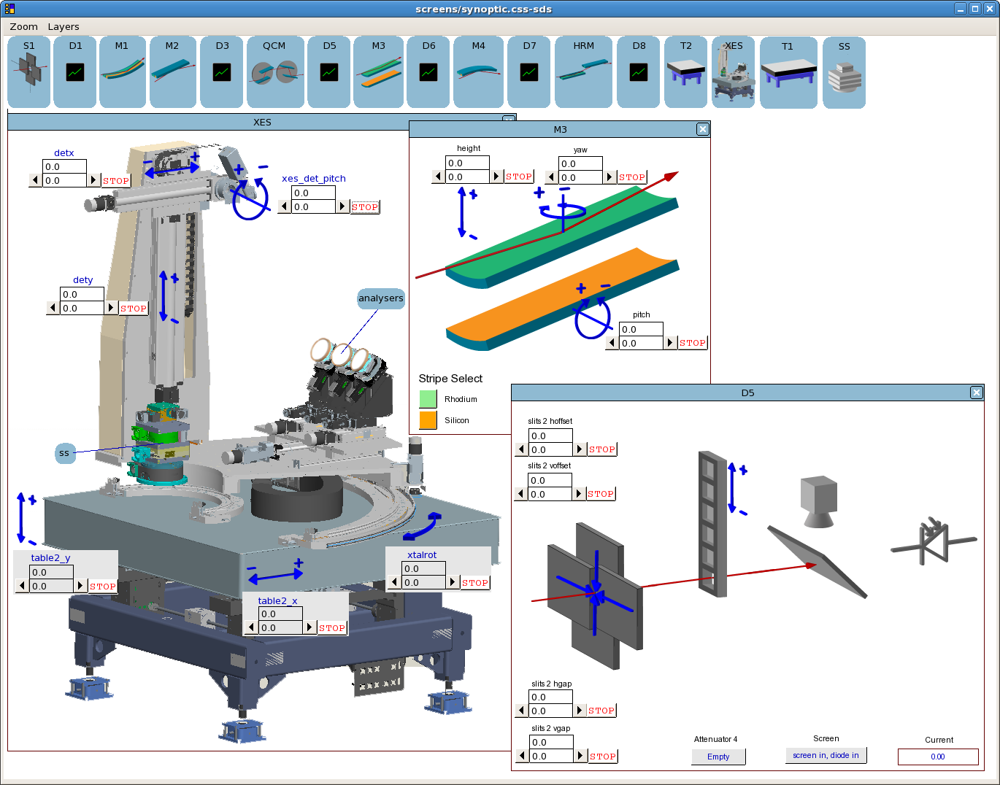 screens/synoptic.css-sds
Zoom Layers
S1 D1 M1 M2 D3 QCM D5 M3 D6 M4 D7 HRM D8 T2 XES T1 SS
XES
detx
0.0
0.0 STOP
xes_det_pitch
0.0
0.0 STOP
dety
0.0
0.0 STOP
analysers
ss
table2_y
0.0
0.0 STOP
xtalrot
0.0
0.0 STOP
table2_x
0.0
0.0 STOP
M3
height
0.0
0.0 STOP
yaw
0.0
0.0 STOP
pitch
0.0
0.0 STOP
Stripe Select
Rhodium
Silicon
D5
slits 2 hoffset
0.0
0.0 STOP
slits 2 voffset
0.0
0.0 STOP
slits 2 hgap
0.0
0.0 STOP
slits 2 vgap
0.0
0.0 STOP
Attenuator 4
Empty
Screen
screen in, diode in
Current
0.00